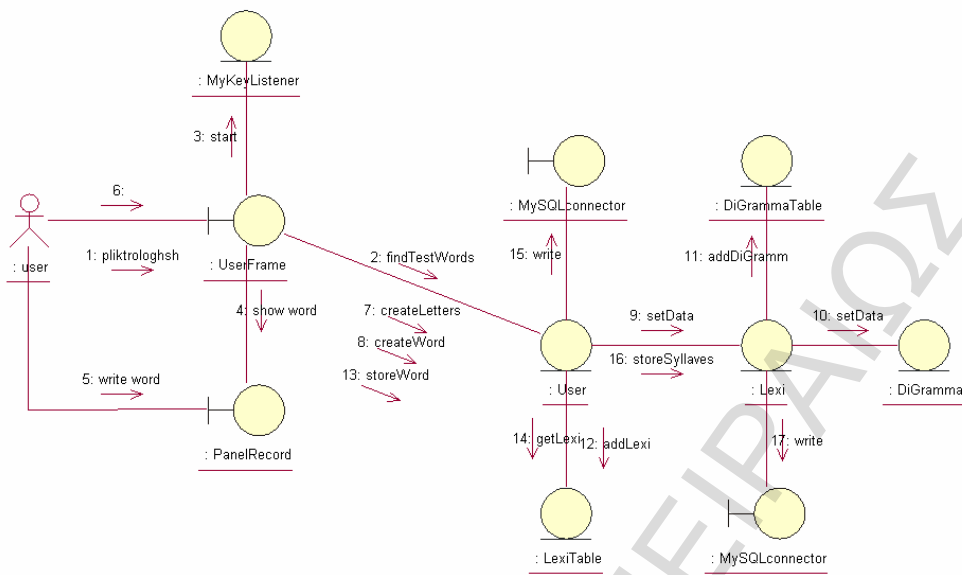 : MyKeyListener
3: start
6:
: user
1: pliktrologhsh
: UserFrame
2: findTestWords
4: show word
7: createLetters
8: createWord
13: storeWord
5: write word
: PanelRecord
: MySQLconnector
15: write
: DiGrammaTable
11: addDiGramm
9: setData
10: setData
16: storeSyllaves
: User
: Lexi
: DiGramma
14: getLexi
12: addLexi
17: write
: LexiTable
: MySQLconnector
ΠΕΙΡΑΙΩΣ